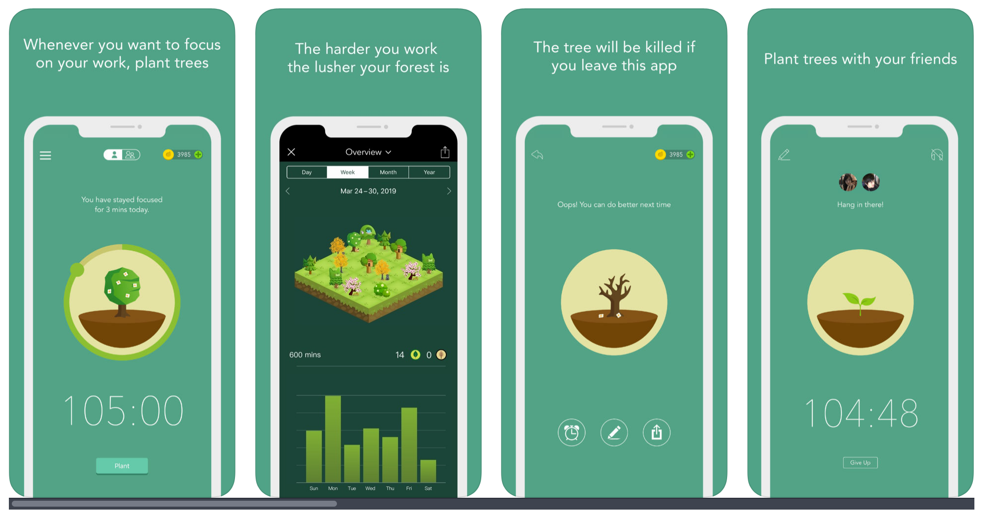 Whenever you want to focus
on your work, plant trees
3985
You have stayed focused
for 3 mins today.
105:00
Plant
The harder you work
the lusher your forest is
Overview
Day Week Month Year
Mar 24–30, 2019
600 mins 14 0
Sun Mon Tue Wed Thu Fri Sat
The tree will be killed if
you leave this app
3985
Oops! You can do better next time
Plant trees with your friends
Hang in there!
104:48
Give Up